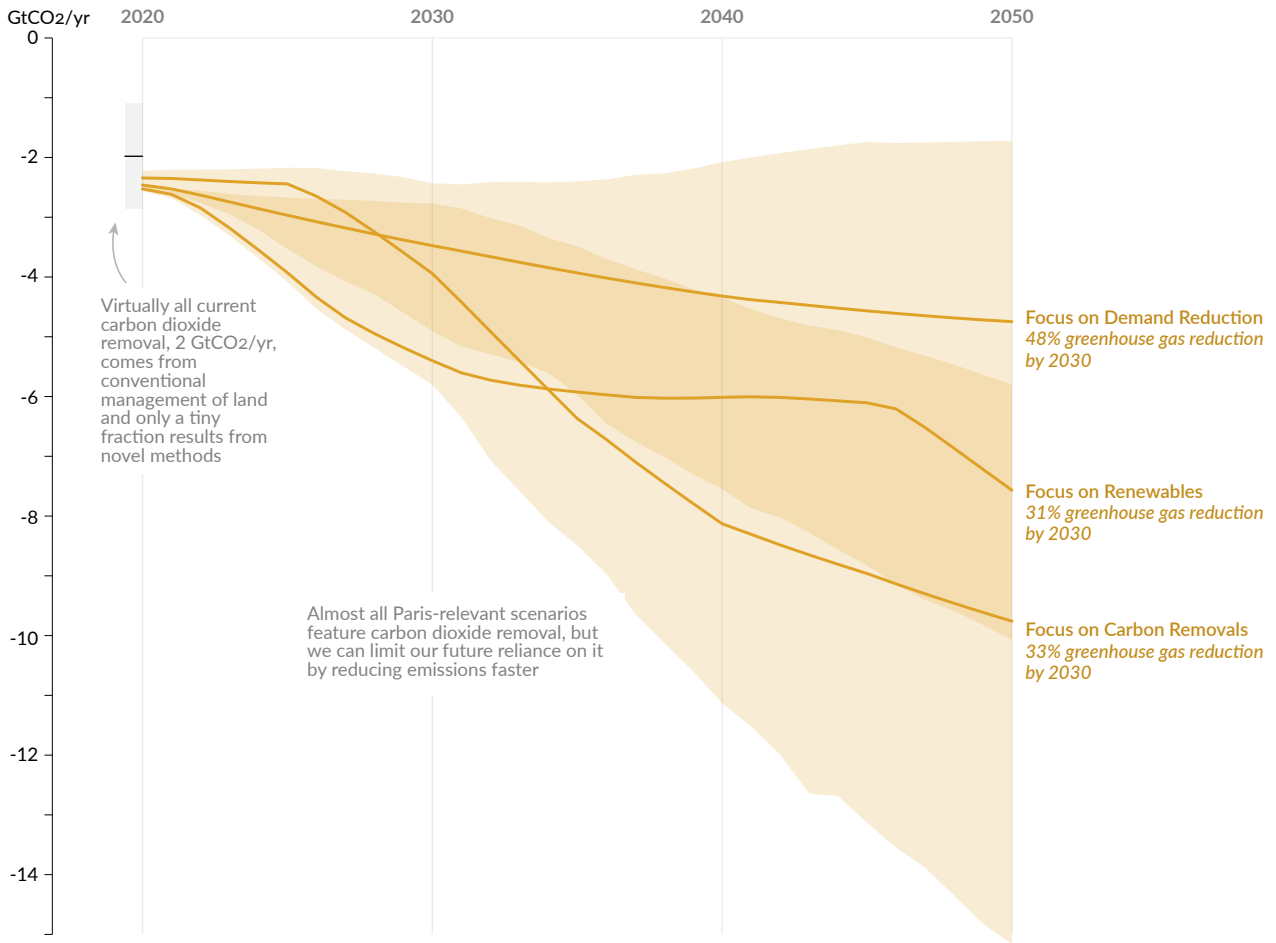 GtCO2/yr 2020 2030 2040 2050
0
-2
-4
-6
-8
-10
-12
-14
Virtually all current
carbon dioxide
removal, 2 GtCO2/yr,
comes from
conventional
management of land
and only a tiny
fraction results from
novel methods
Almost all Paris-relevant scenarios
feature carbon dioxide removal, but
we can limit our future reliance on it
by reducing emissions faster
Focus on Demand Reduction
48% greenhouse gas reduction
by 2030
Focus on Renewables
31% greenhouse gas reduction
by 2030
Focus on Carbon Removals
33% greenhouse gas reduction
by 2030